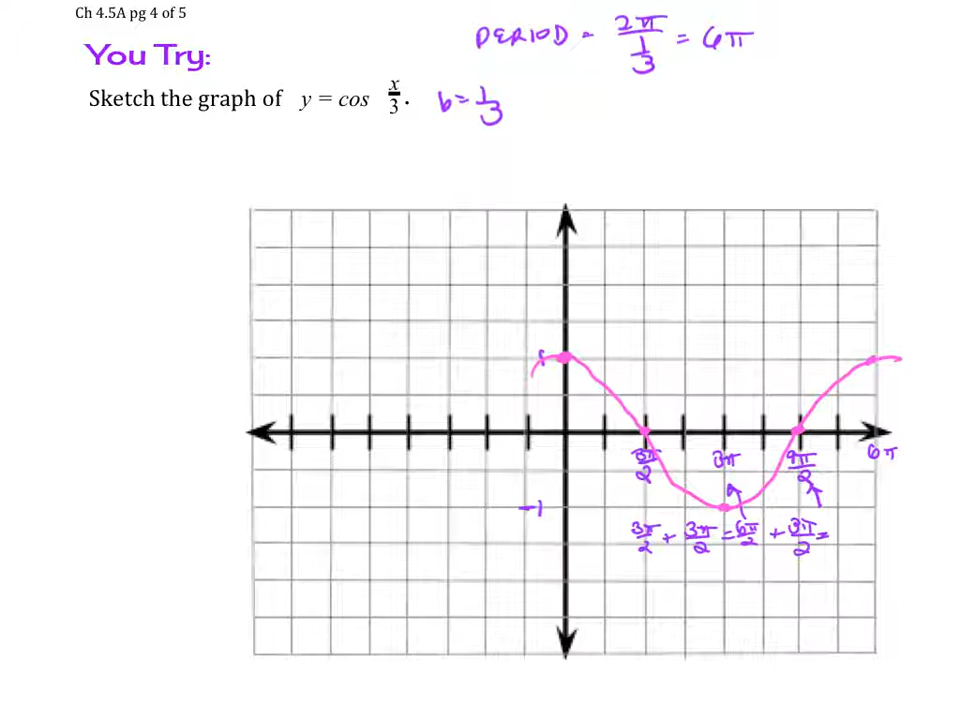 Ch 4.5A pg 4 of 5
PERIOD = 2π / 1/3 = 6π
You Try:
Sketch the graph of y = cos x/3. b = 1/3
3π/2 3π 9π/2 6π
-1
3π/2 + 3π/2 = 6π/2 + 3π/2 =